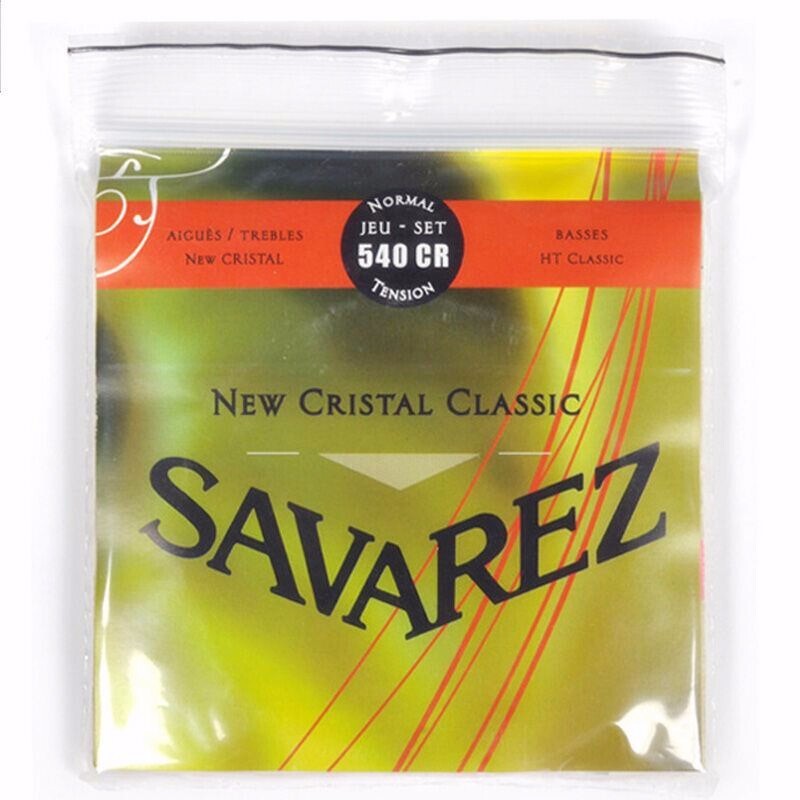 AIGUËS / TREBLES
NEW CRISTAL
NORMAL
JEU - SET
540 CR
TENSION
BASSES
HT CLASSIC
NEW CRISTAL CLASSIC
SAVAREZ